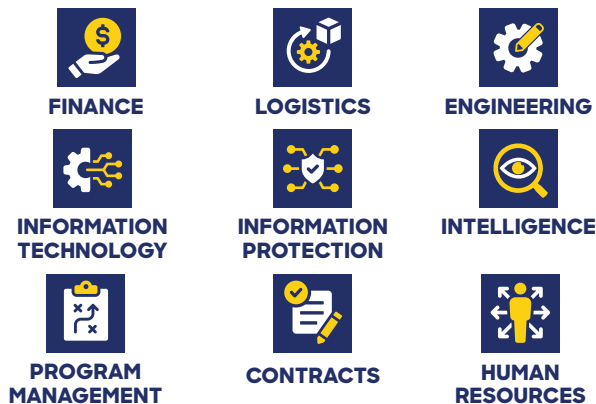 $
FINANCE
LOGISTICS
ENGINEERING
INFORMATION
TECHNOLOGY
INFORMATION
PROTECTION
INTELLIGENCE
PROGRAM
MANAGEMENT
CONTRACTS
HUMAN
RESOURCES